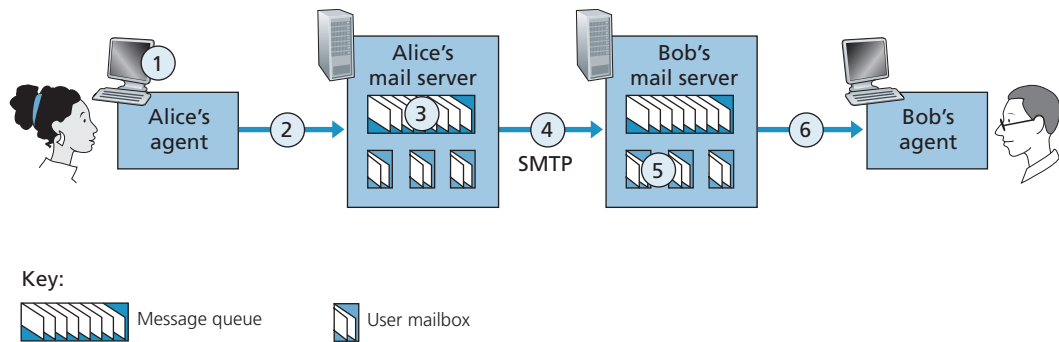 1
Alice's
agent
2
Alice's
mail server
3
4
SMTP
Bob's
mail server
5
6
Bob's
agent
Key:
Message queue
User mailbox